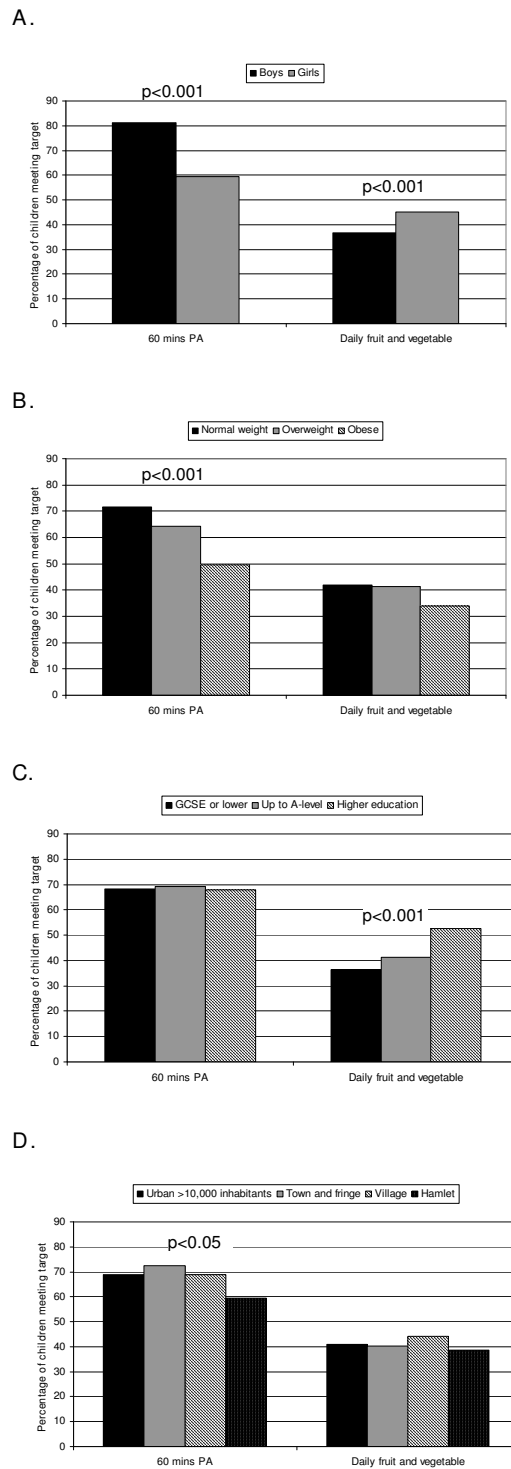 A.
Boys Girls
p<0.001
p<0.001
Percentage of children meeting target
90
80
70
60
50
40
30
20
10
0
60 mins PA Daily fruit and vegetable
B.
Normal weight Overweight Obese
p<0.001
Percentage of children meeting target
90
80
70
60
50
40
30
20
10
0
60 mins PA Daily fruit and vegetable
C.
GCSE or lower Up to A-level Higher education
p<0.001
Percentage of children meeting target
90
80
70
60
50
40
30
20
10
0
60 mins PA Daily fruit and vegetable
D.
Urban >10,000 inhabitants Town and fringe Village Hamlet
p<0.05
Percentage of children meeting target
90
80
70
60
50
40
30
20
10
0
60 mins PA Daily fruit and vegetable